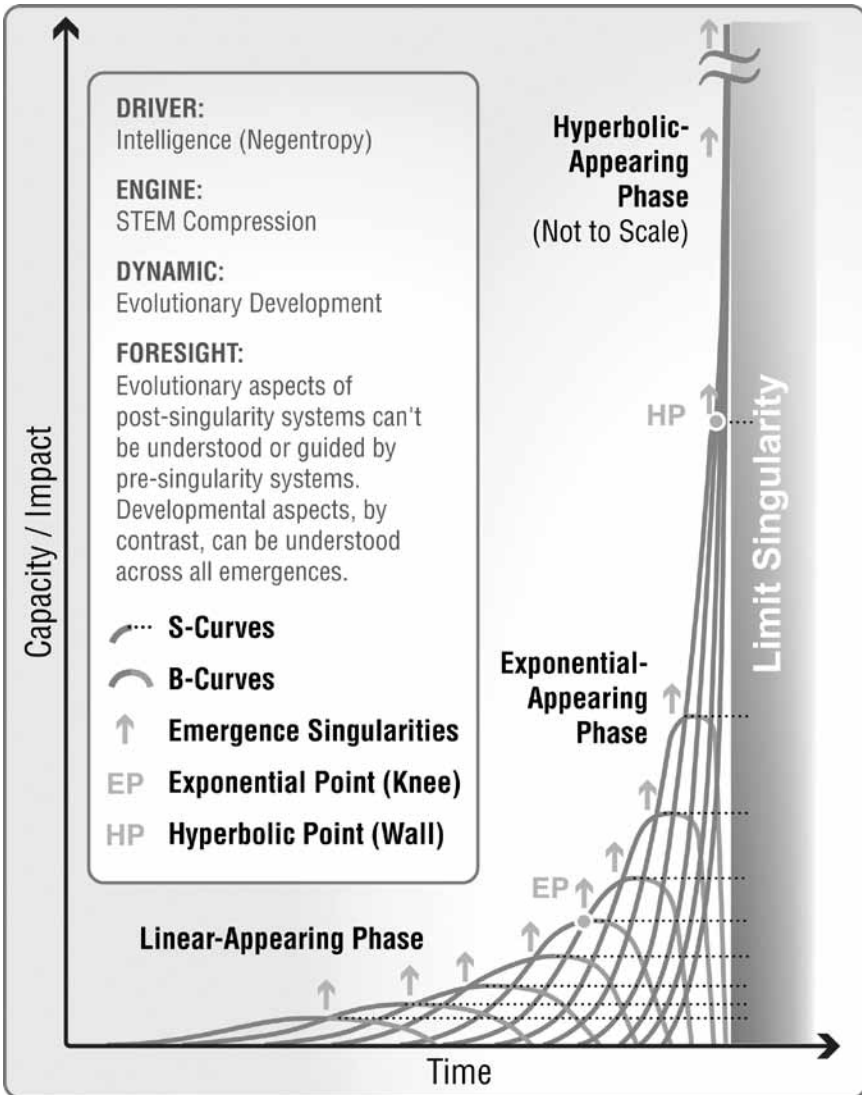 DRIVER:
Intelligence (Negentropy)
ENGINE:
STEM Compression
DYNAMIC:
Evolutionary Development
FORESIGHT:
Evolutionary aspects of
post-singularity systems can't
be understood or guided by
pre-singularity systems.
Developmental aspects, by
contrast, can be understood
across all emergences.
S-Curves
B-Curves
Emergence Singularities
EP Exponential Point (Knee)
HP Hyperbolic Point (Wall)
Hyperbolic-
Appearing
Phase
(Not to Scale)
HP
Exponential-
Appearing
Phase
EP
Linear-Appearing Phase
Limit Singularity
Capacity / Impact
Time